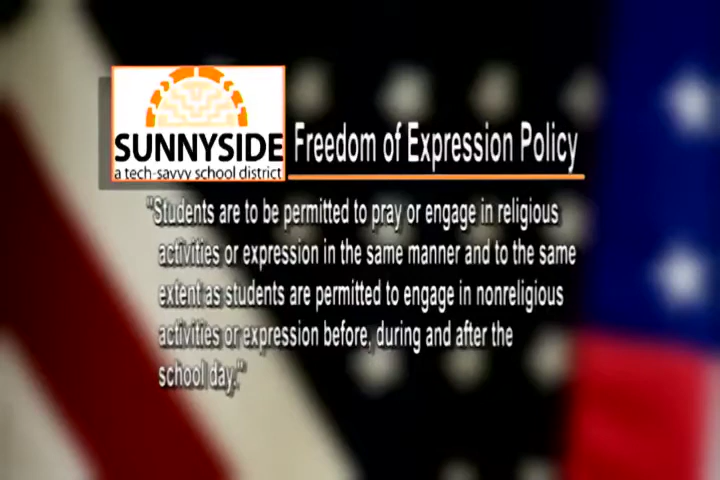 SUNNYSIDE
a tech-savvy school district
Freedom of Expression Policy
"Students are to be permitted to pray or engage in religious
activities or expression in the same manner and to the same
extent as students are permitted to engage in nonreligious
activities or expression before, during and after the
school day."